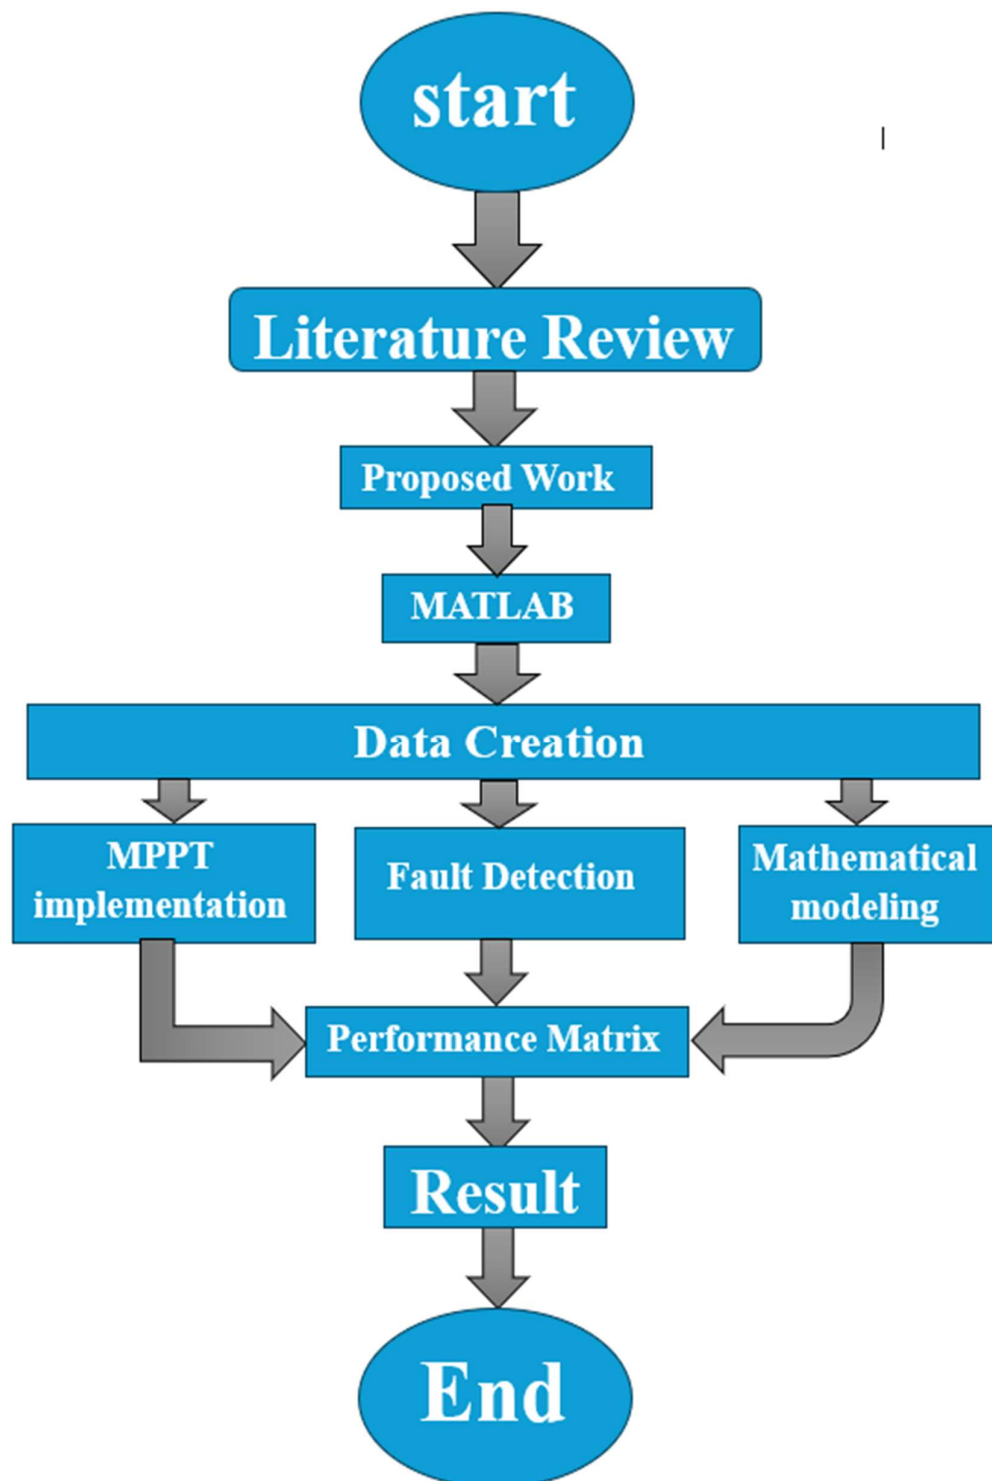 start
Literature Review
Proposed Work
MATLAB
Data Creation
MPPT
implementation
Fault Detection
Mathematical
modeling
Performance Matrix
Result
End